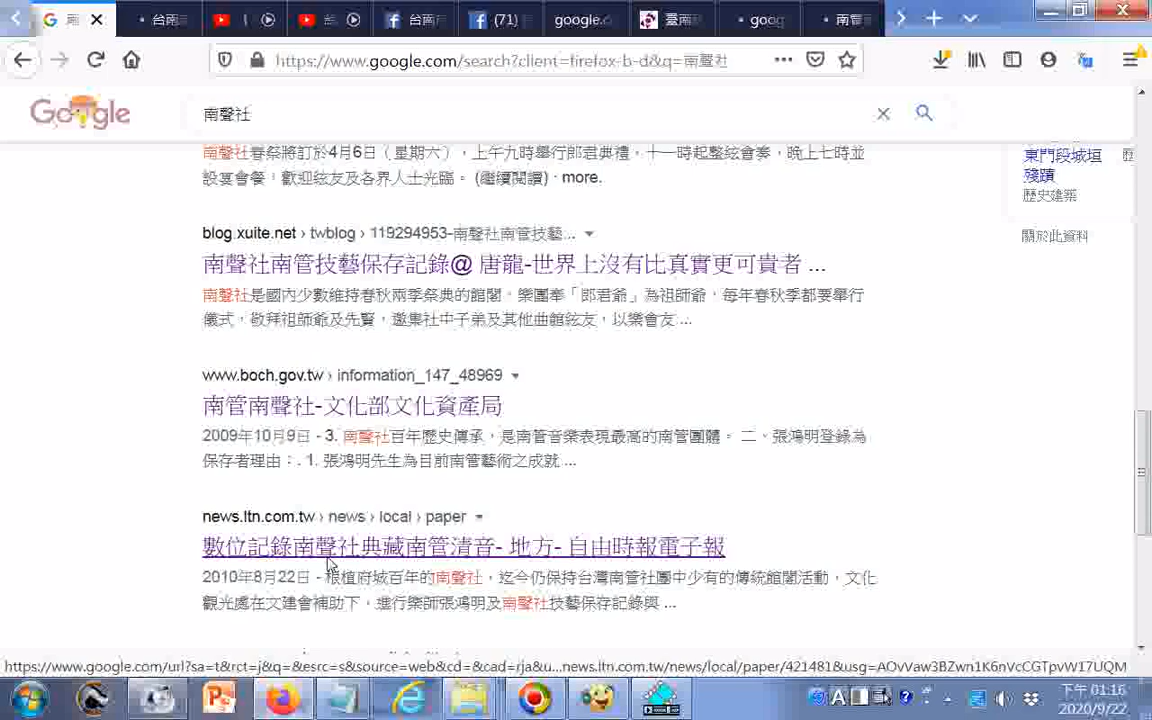 台南
台南
(71)
google.c
臺南
goog
南管
https://www.google.com/search?client=firefox-b-d&q=南聲社
Google
南聲社
南聲社春祭將訂於4月6日（星期六），上午九時舉行郎君典禮，十一時起整絃會奏，晚上七時並
設宴會餐，歡迎絃友及各界人士光臨。 (繼續閱讀) · more.
東門段城垣
殘蹟
歷史建築
歷
關於此資料
blog.xuite.net › twblog › 119294953-南聲社南管技藝...
南聲社南管技藝保存記錄@ 唐龍-世界上沒有比真實更可貴者 ...
南聲社是國內少數維持春秋兩季祭典的館閣。樂團奉「郎君爺」為祖師爺，每年春秋季都要舉行
儀式，敬拜祖師爺及先賢，邀集社中子弟及其他曲館絃友，以樂會友 ...
www.boch.gov.tw › information_147_48969
南管南聲社-文化部文化資產局
2009年10月9日 - 3. 南聲社百年歷史傳承，是南管音樂表現最高的南管團體。 二、張鴻明登錄為
保存者理由：. 1. 張鴻明先生為目前南管藝術之成就 ...
news.ltn.com.tw › news › local › paper
數位記錄南聲社典藏南管清音- 地方- 自由時報電子報
2010年8月22日 - 根植府城百年的南聲社，迄今仍保持台灣南管社團中少有的傳統館閣活動，文化
觀光處在文建會補助下，進行樂師張鴻明及南聲社技藝保存記錄與 ...
https://www.google.com/url?sa=t&rct=j&q=&esrc=s&source=web&cd=&cad=rja&u...news.ltn.com.tw/news/local/paper/421481&usg=AOvVaw3BZwn1K6nVcCGTpvW17UQM
下午 01:16
2020/9/22